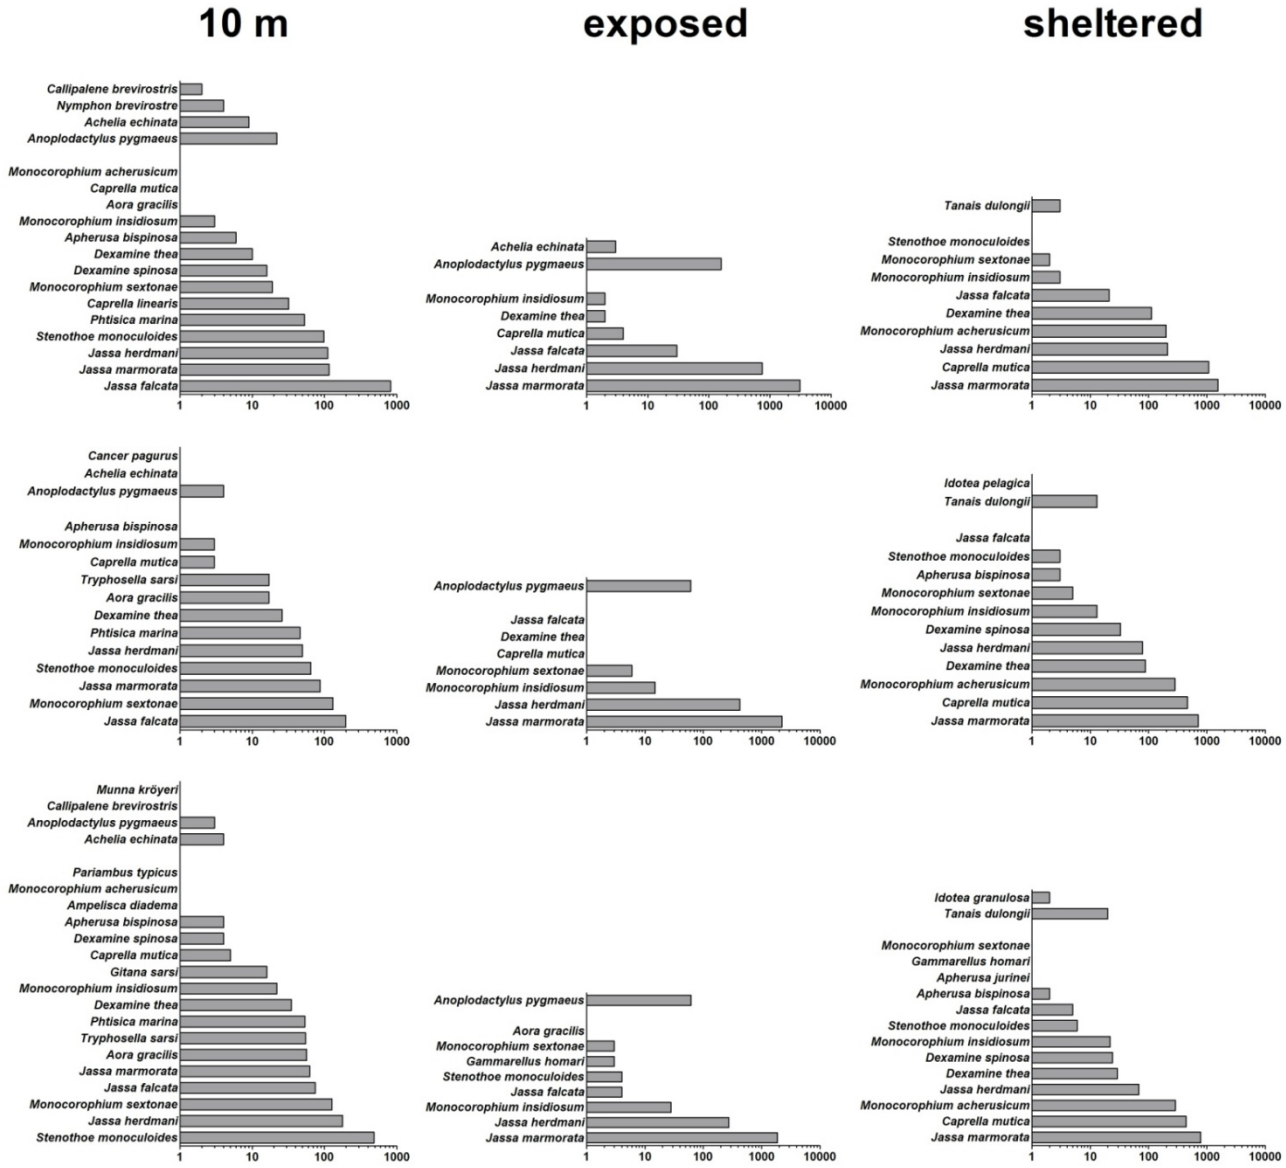 10 m
exposed
sheltered
Callipalene brevirostris
Nymphon brevirostre
Achelia echinata
Anoplodactylus pygmaeus
Monocorophium acherusicum
Caprella mutica
Aora gracilis
Monocorophium insidiosum
Apherusa bispinosa
Dexamine thea
Dexamine spinosa
Monocorophium sextonae
Caprella linearis
Phtisica marina
Stenothoe monoculoides
Jassa herdmani
Jassa marmorata
Jassa falcata
1 10 100 1000
Achelia echinata
Anoplodactylus pygmaeus
Monocorophium insidiosum
Dexamine thea
Caprella mutica
Jassa falcata
Jassa herdmani
Jassa marmorata
1 10 100 1000 10000
Tanais dulongii
Stenothoe monoculoides
Monocorophium sextonae
Monocorophium insidiosum
Jassa falcata
Dexamine thea
Monocorophium acherusicum
Jassa herdmani
Caprella mutica
Jassa marmorata
1 10 100 1000 10000
Cancer pagurus
Achelia echinata
Anoplodactylus pygmaeus
Apherusa bispinosa
Monocorophium insidiosum
Caprella mutica
Tryphosella sarsi
Aora gracilis
Dexamine thea
Phtisica marina
Jassa herdmani
Stenothoe monoculoides
Jassa marmorata
Monocorophium sextonae
Jassa falcata
1 10 100 1000
Anoplodactylus pygmaeus
Jassa falcata
Dexamine thea
Caprella mutica
Monocorophium sextonae
Monocorophium insidiosum
Jassa herdmani
Jassa marmorata
1 10 100 1000 10000
Idotea pelagica
Tanais dulongii
Jassa falcata
Stenothoe monoculoides
Apherusa bispinosa
Monocorophium sextonae
Monocorophium insidiosum
Dexamine spinosa
Jassa herdmani
Dexamine thea
Monocorophium acherusicum
Caprella mutica
Jassa marmorata
1 10 100 1000 10000
Munna kröyeri
Callipalene brevirostris
Anoplodactylus pygmaeus
Achelia echinata
Pariambus typicus
Monocorophium acherusicum
Ampelisca diadema
Apherusa bispinosa
Dexamine spinosa
Caprella mutica
Gitana sarsi
Monocorophium insidiosum
Dexamine thea
Phtisica marina
Tryphosella sarsi
Aora gracilis
Jassa marmorata
Jassa falcata
Monocorophium sextonae
Jassa herdmani
Stenothoe monoculoides
1 10 100 1000
Anoplodactylus pygmaeus
Aora gracilis
Monocorophium sextonae
Gammarellus homari
Stenothoe monoculoides
Jassa falcata
Monocorophium insidiosum
Jassa herdmani
Jassa marmorata
1 10 100 1000 10000
Idotea granulosa
Tanais dulongii
Monocorophium sextonae
Gammarellus homari
Apherusa jurinei
Apherusa bispinosa
Jassa falcata
Stenothoe monoculoides
Monocorophium insidiosum
Dexamine spinosa
Dexamine thea
Jassa herdmani
Monocorophium acherusicum
Caprella mutica
Jassa marmorata
1 10 100 1000 10000